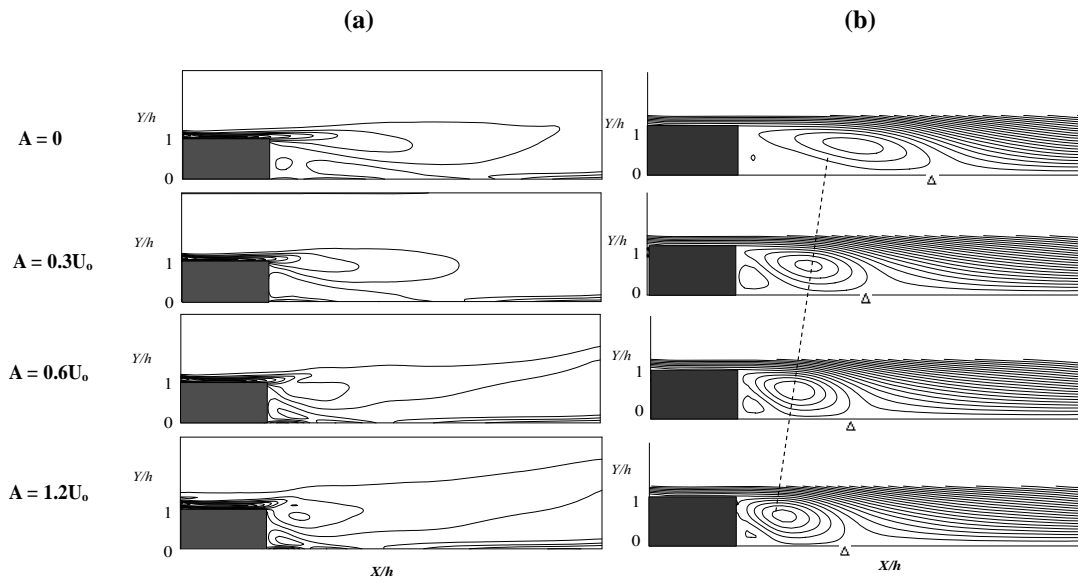 (a) (b)
Y/h Y/h
A = 0
1 1
0 0
Y/h Y/h
A = 0.3Uo
1 1
0 0
Y/h Y/h
A = 0.6Uo
1 1
0 0
Y/h Y/h
A = 1.2Uo
1 1
0 0
X/h X/h